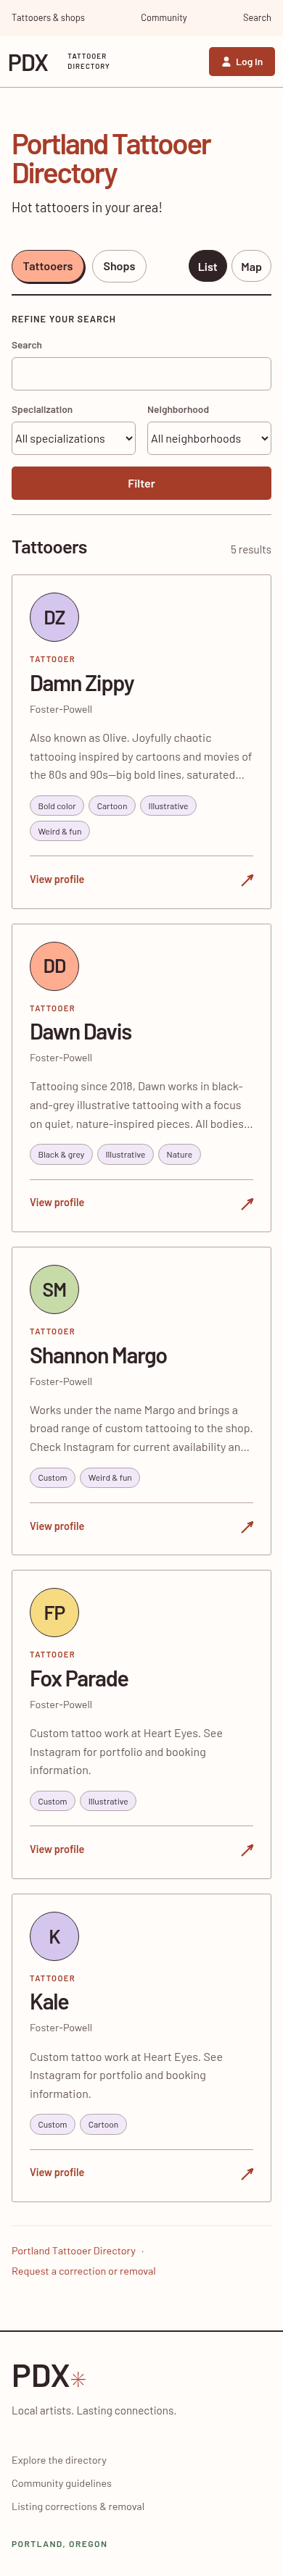 Tattooers & shops Community Search
PDX TATTOOER
DIRECTORY
Log In
Portland Tattooer
Directory
Hot tattooers in your area!
Tattooers Shops List Map
REFINE YOUR SEARCH
Search
Specialization Neighborhood
All specializations All neighborhoods
Filter
Tattooers 5 results
DZ
TATTOOER
Damn Zippy
Foster-Powell
Also known as Olive. Joyfully chaotic
tattooing inspired by cartoons and movies of
the 80s and 90s—big bold lines, saturated...
Bold color Cartoon Illustrative
Weird & fun
View profile
DD
TATTOOER
Dawn Davis
Foster-Powell
Tattooing since 2018, Dawn works in black-
and-grey illustrative tattooing with a focus
on quiet, nature-inspired pieces. All bodies...
Black & grey Illustrative Nature
View profile
SM
TATTOOER
Shannon Margo
Foster-Powell
Works under the name Margo and brings a
broad range of custom tattooing to the shop.
Check Instagram for current availability an...
Custom Weird & fun
View profile
FP
TATTOOER
Fox Parade
Foster-Powell
Custom tattoo work at Heart Eyes. See
Instagram for portfolio and booking
information.
Custom Illustrative
View profile
K
TATTOOER
Kale
Foster-Powell
Custom tattoo work at Heart Eyes. See
Instagram for portfolio and booking
information.
Custom Cartoon
View profile
Portland Tattooer Directory ·
Request a correction or removal
PDX
Local artists. Lasting connections.
Explore the directory
Community guidelines
Listing corrections & removal
PORTLAND, OREGON